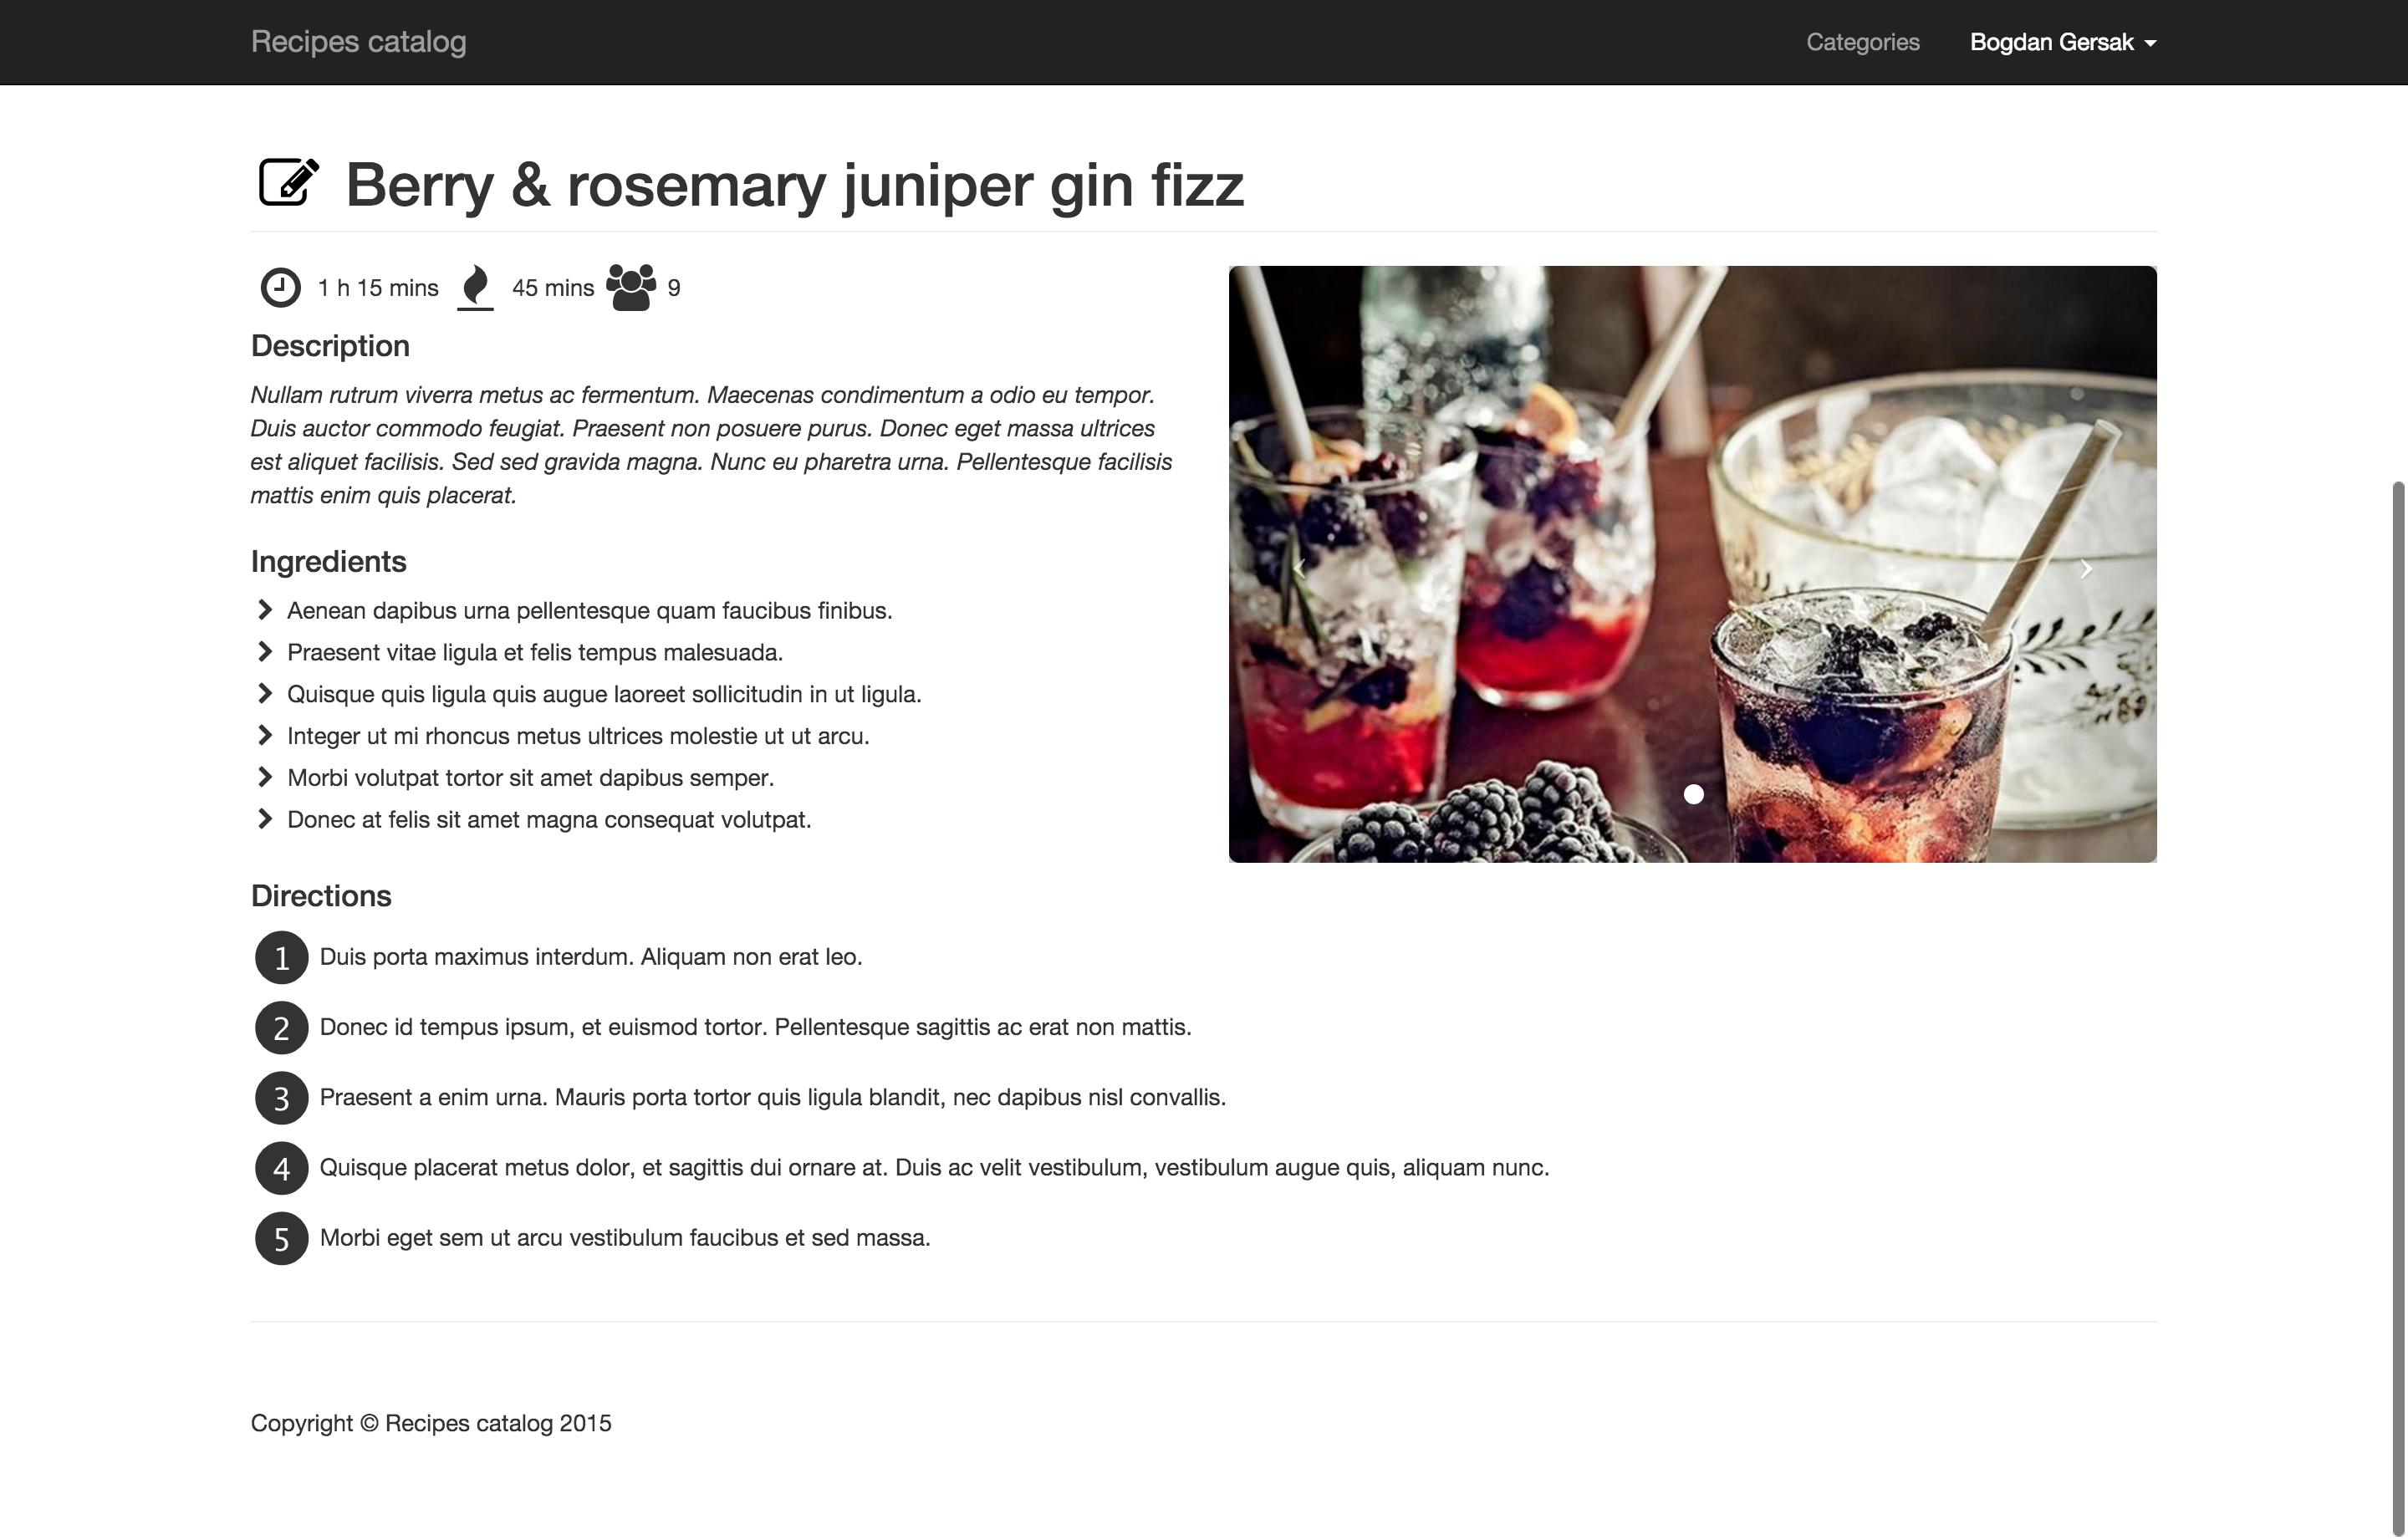 Recipes catalog
Categories
Bogdan Gersak
Berry & rosemary juniper gin fizz
1 h 15 mins 45 mins 9
Description
Nullam rutrum viverra metus ac fermentum. Maecenas condimentum a odio eu tempor.
Duis auctor commodo feugiat. Praesent non posuere purus. Donec eget massa ultrices
est aliquet facilisis. Sed sed gravida magna. Nunc eu pharetra urna. Pellentesque facilisis
mattis enim quis placerat.
Ingredients
Aenean dapibus urna pellentesque quam faucibus finibus.
Praesent vitae ligula et felis tempus malesuada.
Quisque quis ligula quis augue laoreet sollicitudin in ut ligula.
Integer ut mi rhoncus metus ultrices molestie ut ut arcu.
Morbi volutpat tortor sit amet dapibus semper.
Donec at felis sit amet magna consequat volutpat.
Directions
1 Duis porta maximus interdum. Aliquam non erat leo.
2 Donec id tempus ipsum, et euismod tortor. Pellentesque sagittis ac erat non mattis.
3 Praesent a enim urna. Mauris porta tortor quis ligula blandit, nec dapibus nisl convallis.
4 Quisque placerat metus dolor, et sagittis dui ornare at. Duis ac velit vestibulum, vestibulum augue quis, aliquam nunc.
5 Morbi eget sem ut arcu vestibulum faucibus et sed massa.
Copyright © Recipes catalog 2015